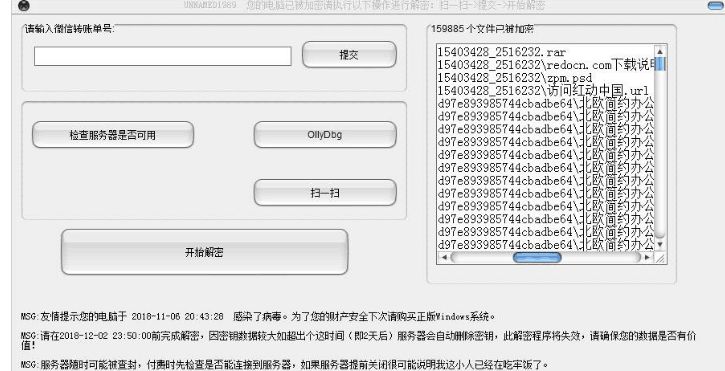 UNNAMED1989 您的电脑已被加密请执行以下操作进行解密：扫一扫->提交->开始解密
请输入微信转账单号：
提交
检查服务器是否可用
OllyDbg
扫一扫
开始解密
159885 个文件已被加密
15403428_2516232.rar
15403428_2516232\redocn.com下载说明
15403428_2516232\zpm.psd
15403428_2516232\访问红动中国.url
d97e893985744cbadbe64\北欧简约办公
d97e893985744cbadbe64\北欧简约办公
d97e893985744cbadbe64\北欧简约办公
d97e893985744cbadbe64\北欧简约办公
d97e893985744cbadbe64\北欧简约办公
d97e893985744cbadbe64\北欧简约办公
d97e893985744cbadbe64\北欧简约办公
d97e893985744cbadbe64\北欧简约办公
d97e893985744cbadbe64\北欧简约办公
d97e893985744cbadbe64\北欧简约办公
d97e893985744cbadbe64\北欧简约办公
d97e893985744cbadbe64\北欧简约办公
MSG:友情提示您的电脑于 2018-11-06 20:43:28 感染了病毒。为了您的财产安全下次请购买正版Windows系统。
MSG:请在2018-12-02 23:50:00前完成解密，因密钥数据较大如超出个这时间（即2天后）服务器会自动删除密钥，此解密程序将失效，请确保您的数据是否有价
值！
MSG:服务器随时可能被查封，付费时先检查是否能连接到服务器，如果服务器提前关闭很可能说明我这小人已经在吃牢饭了。